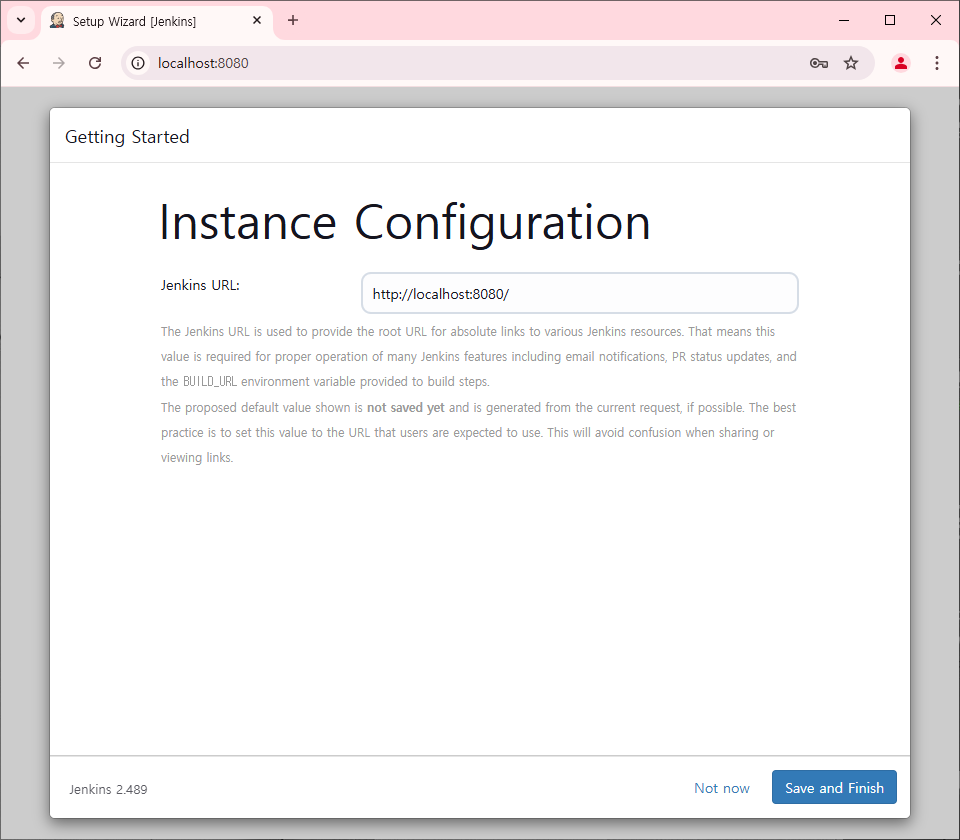 Setup Wizard [Jenkins]
localhost:8080
Getting Started
Instance Configuration
Jenkins URL:
http://localhost:8080/
The Jenkins URL is used to provide the root URL for absolute links to various Jenkins resources. That means this
value is required for proper operation of many Jenkins features including email notifications, PR status updates, and
the BUILD_URL environment variable provided to build steps.
The proposed default value shown is not saved yet and is generated from the current request, if possible. The best
practice is to set this value to the URL that users are expected to use. This will avoid confusion when sharing or
viewing links.
Jenkins 2.489
Not now
Save and Finish